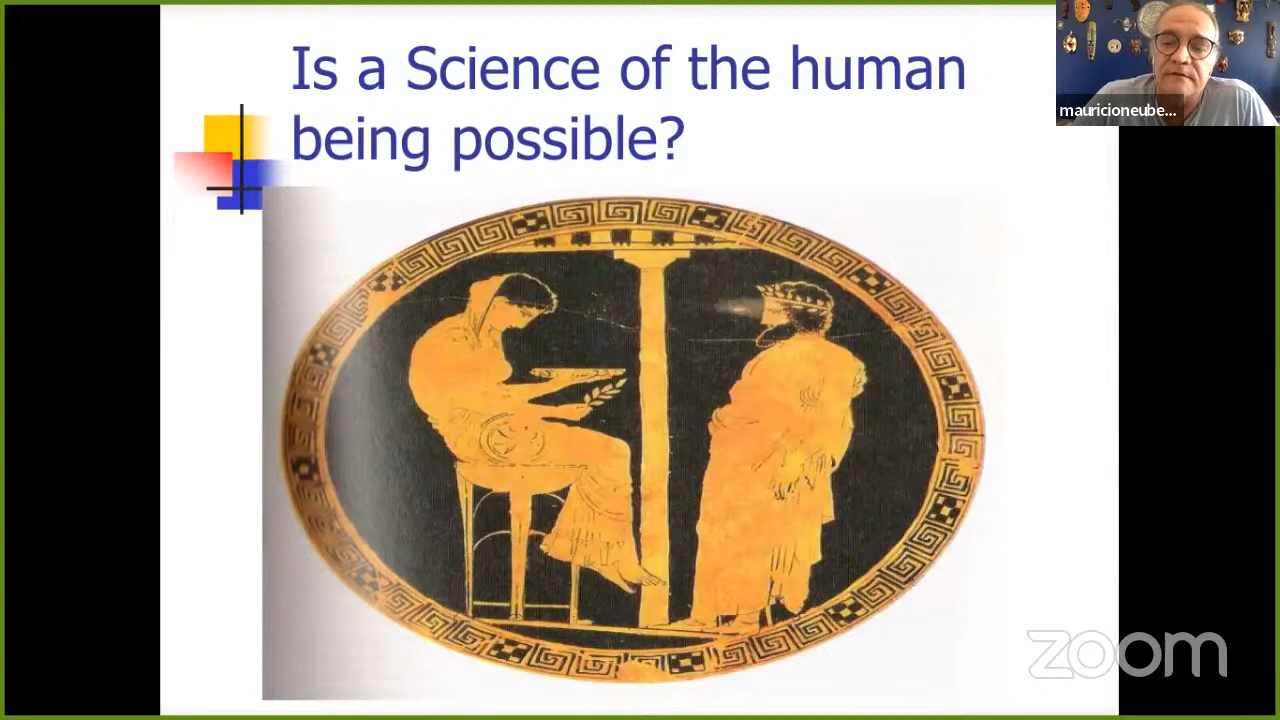 Is a Science of the human
being possible?
mauricioneube...
zoom